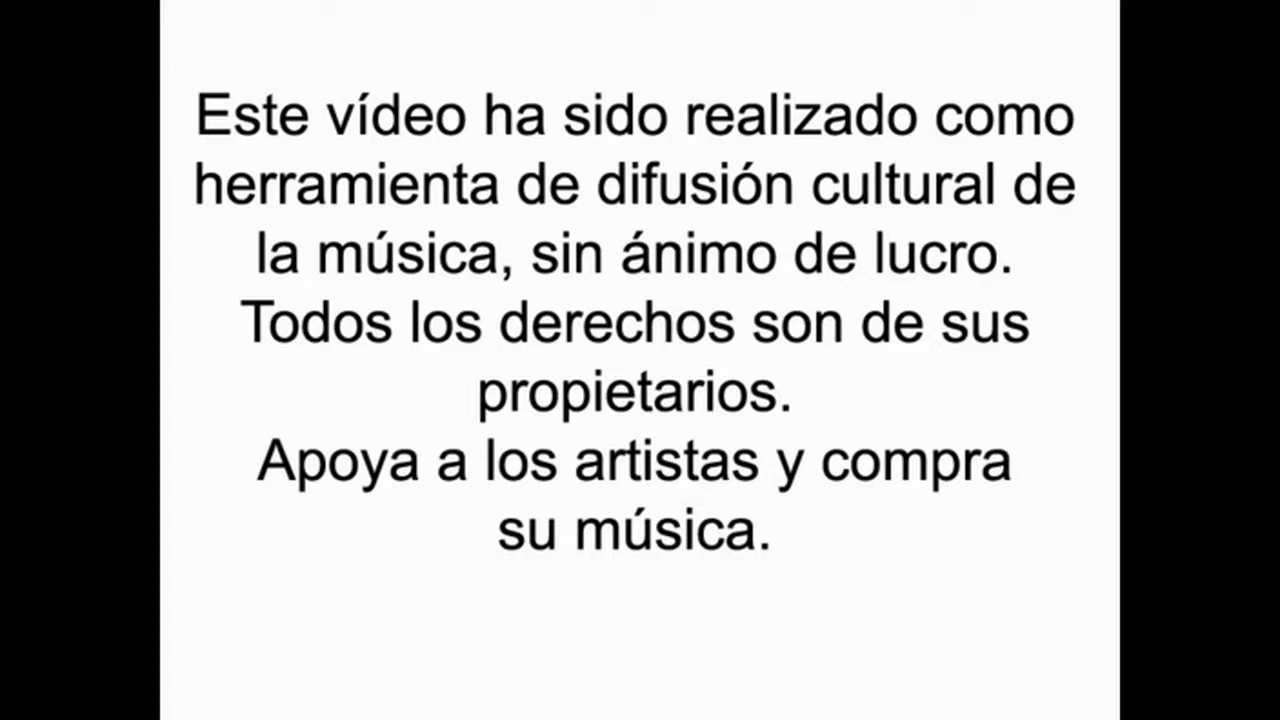 Este vídeo ha sido realizado como
herramienta de difusión cultural de
la música, sin ánimo de lucro.
Todos los derechos son de sus
propietarios.
Apoya a los artistas y compra
su música.